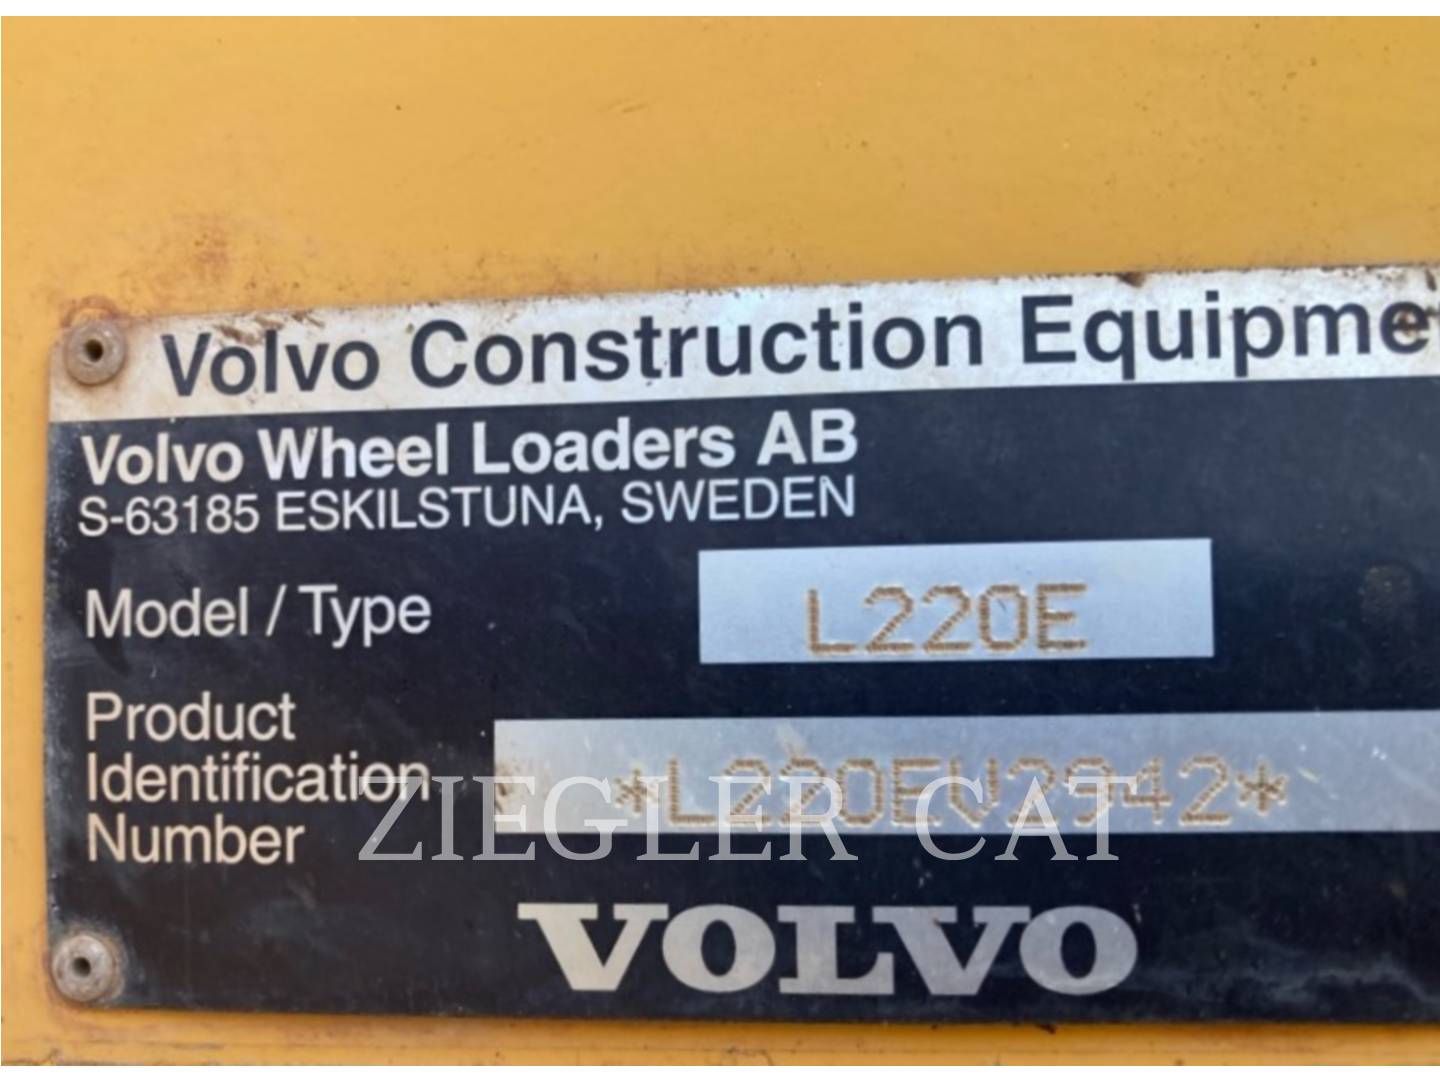 Volvo Construction Equipme
Volvo Wheel Loaders AB
S-63185 ESKILSTUNA, SWEDEN
Model / Type L220E
Product
Identification
Number
*L220EV2942*
ZIEGLER CAT
VOLVO